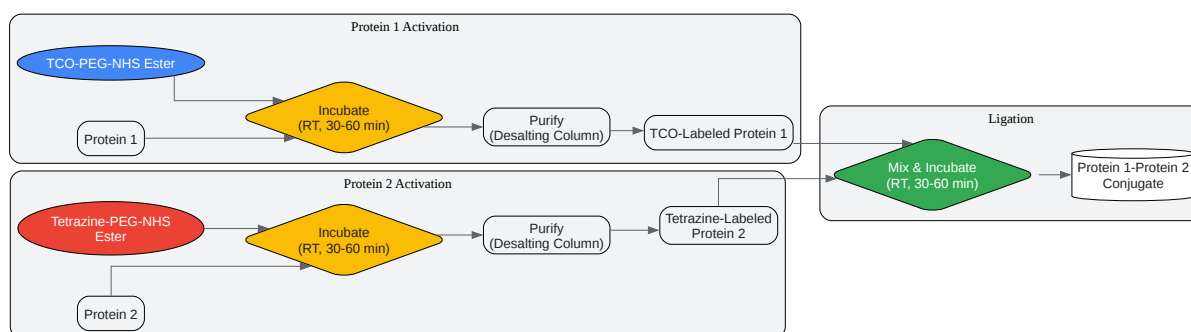 Protein 1 Activation
TCO-PEG-NHS Ester
Protein 1
Incubate
(RT, 30-60 min)
Purify
(Desalting Column)
TCO-Labeled Protein 1
Protein 2 Activation
Tetrazine-PEG-NHS
Ester
Protein 2
Incubate
(RT, 30-60 min)
Purify
(Desalting Column)
Tetrazine-Labeled
Protein 2
Ligation
Mix & Incubate
(RT, 30-60 min)
Protein 1-Protein 2
Conjugate